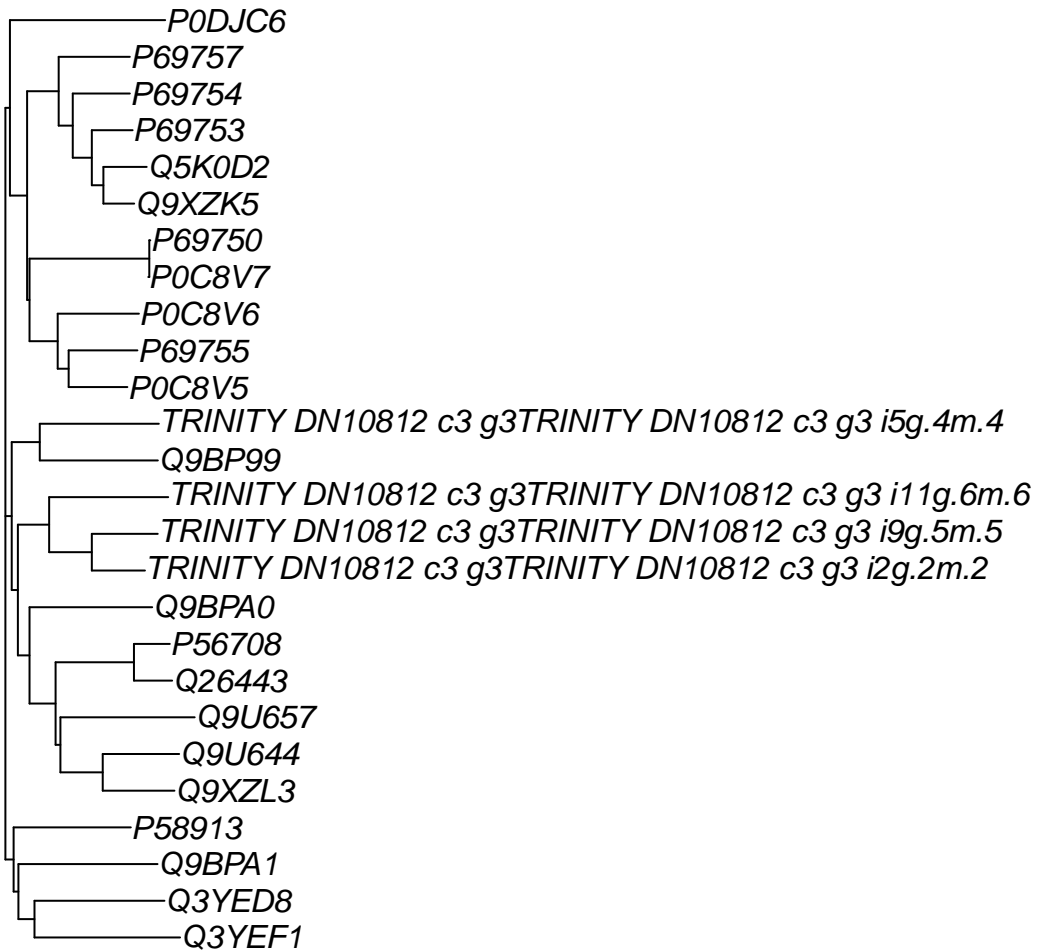 P0DJC6
P69757
P69754
P69753
Q5K0D2
Q9XZK5
P69750
P0C8V7
P0C8V6
P69755
P0C8V5
TRINITY DN10812 c3 g3TRINITY DN10812 c3 g3 i5g.4m.4
Q9BP99
TRINITY DN10812 c3 g3TRINITY DN10812 c3 g3 i11g.6m.6
TRINITY DN10812 c3 g3TRINITY DN10812 c3 g3 i9g.5m.5
TRINITY DN10812 c3 g3TRINITY DN10812 c3 g3 i2g.2m.2
Q9BPA0
P56708
Q26443
Q9U657
Q9U644
Q9XZL3
P58913
Q9BPA1
Q3YED8
Q3YEF1